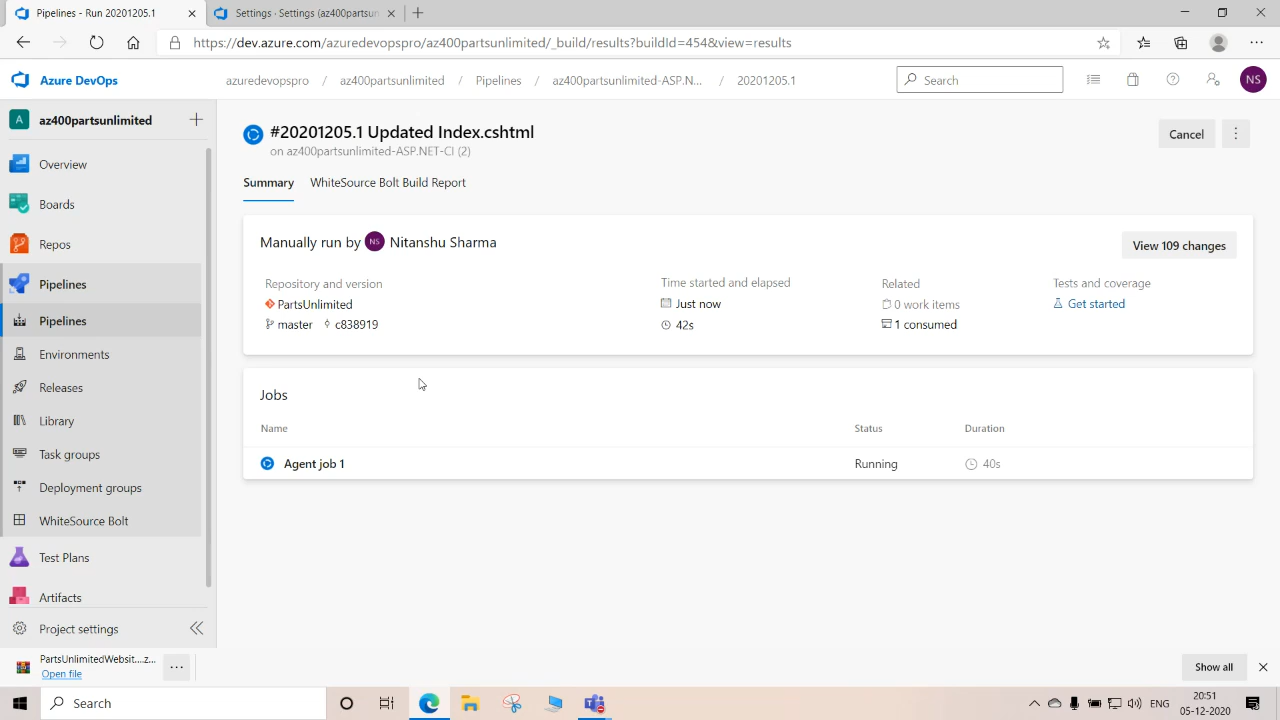 Pipelines - Run 20201205.1
Settings · Settings (az400partsun
https://dev.azure.com/azuredevopspro/az400partsunlimited/_build/results?buildId=454&view=results
Azure DevOps
azuredevopspro / az400partsunlimited / Pipelines / az400partsunlimited-ASP.N... / 20201205.1
Search
NS
A az400partsunlimited
Overview
Boards
Repos
Pipelines
Pipelines
Environments
Releases
Library
Task groups
Deployment groups
WhiteSource Bolt
Test Plans
Artifacts
Project settings
#20201205.1 Updated Index.cshtml
on az400partsunlimited-ASP.NET-CI (2)
Cancel
Summary
WhiteSource Bolt Build Report
Manually run by NS Nitanshu Sharma
View 109 changes
Repository and version
PartsUnlimited
master c838919
Time started and elapsed
Just now
42s
Related
0 work items
1 consumed
Tests and coverage
Get started
Jobs
Name Status Duration
Agent job 1 Running 40s
PartsUnlimitedWebsit....z...
Open file
Show all
Search
ENG
20:51
05-12-2020